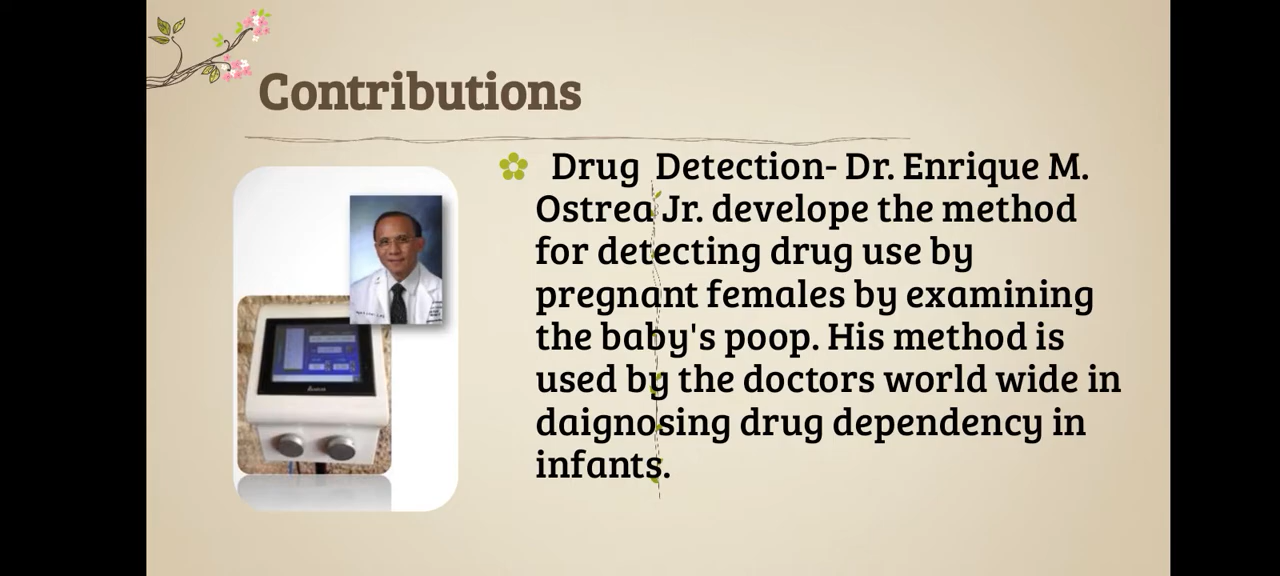 Contributions
Drug Detection- Dr. Enrique M.
Ostrea Jr. develope the method
for detecting drug use by
pregnant females by examining
the baby's poop. His method is
used by the doctors world wide in
daignosing drug dependency in
infants.